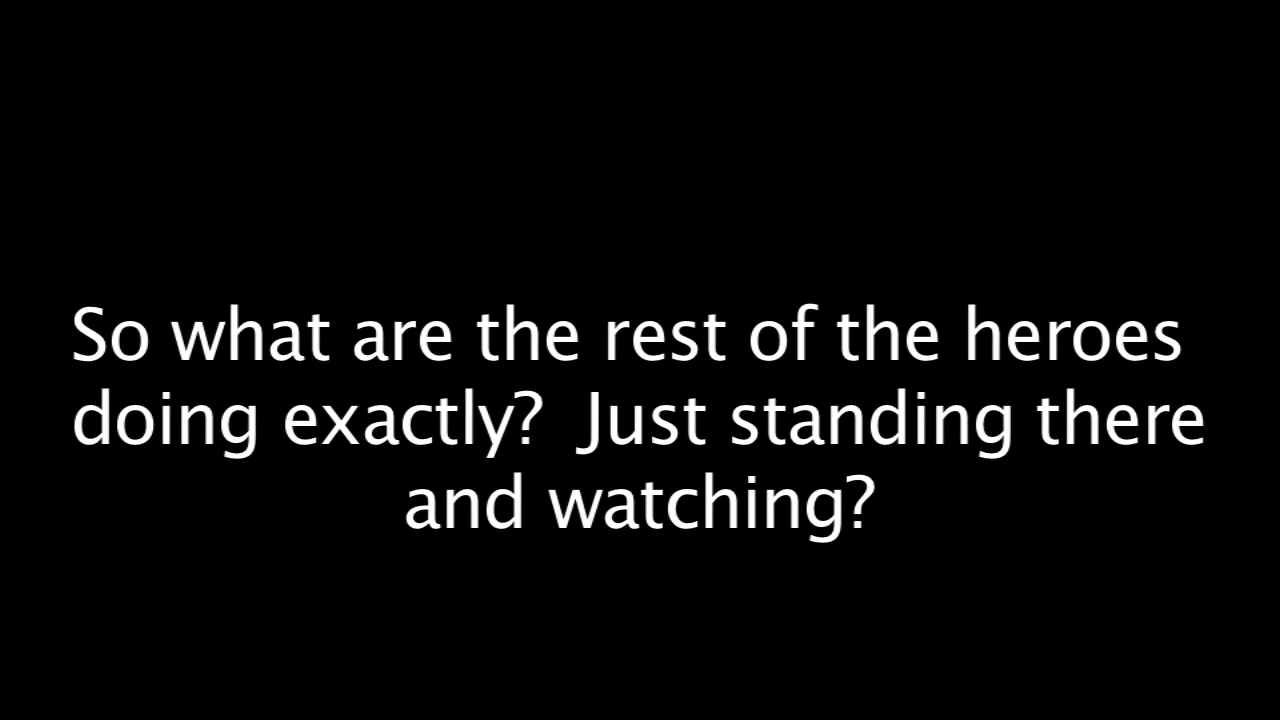 So what are the rest of the heroes
doing exactly?  Just standing there
and watching?